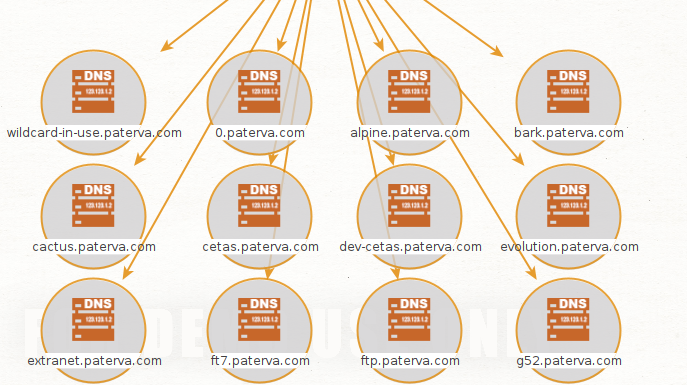 DNS DNS DNS DNS
123.123.1.2 123.123.1.2 123.123.1.2 123.123.1.2
wildcard-in-use.paterva.com 0.paterva.com alpine.paterva.com bark.paterva.com
DNS DNS DNS DNS
123.123.1.2 123.123.1.2 123.123.1.2 123.123.1.2
cactus.paterva.com cetas.paterva.com dev-cetas.paterva.com evolution.paterva.com
DNS DNS DNS DNS
123.123.1.2 123.123.1.2 123.123.1.2 123.123.1.2
extranet.paterva.com ft7.paterva.com ftp.paterva.com g52.paterva.com